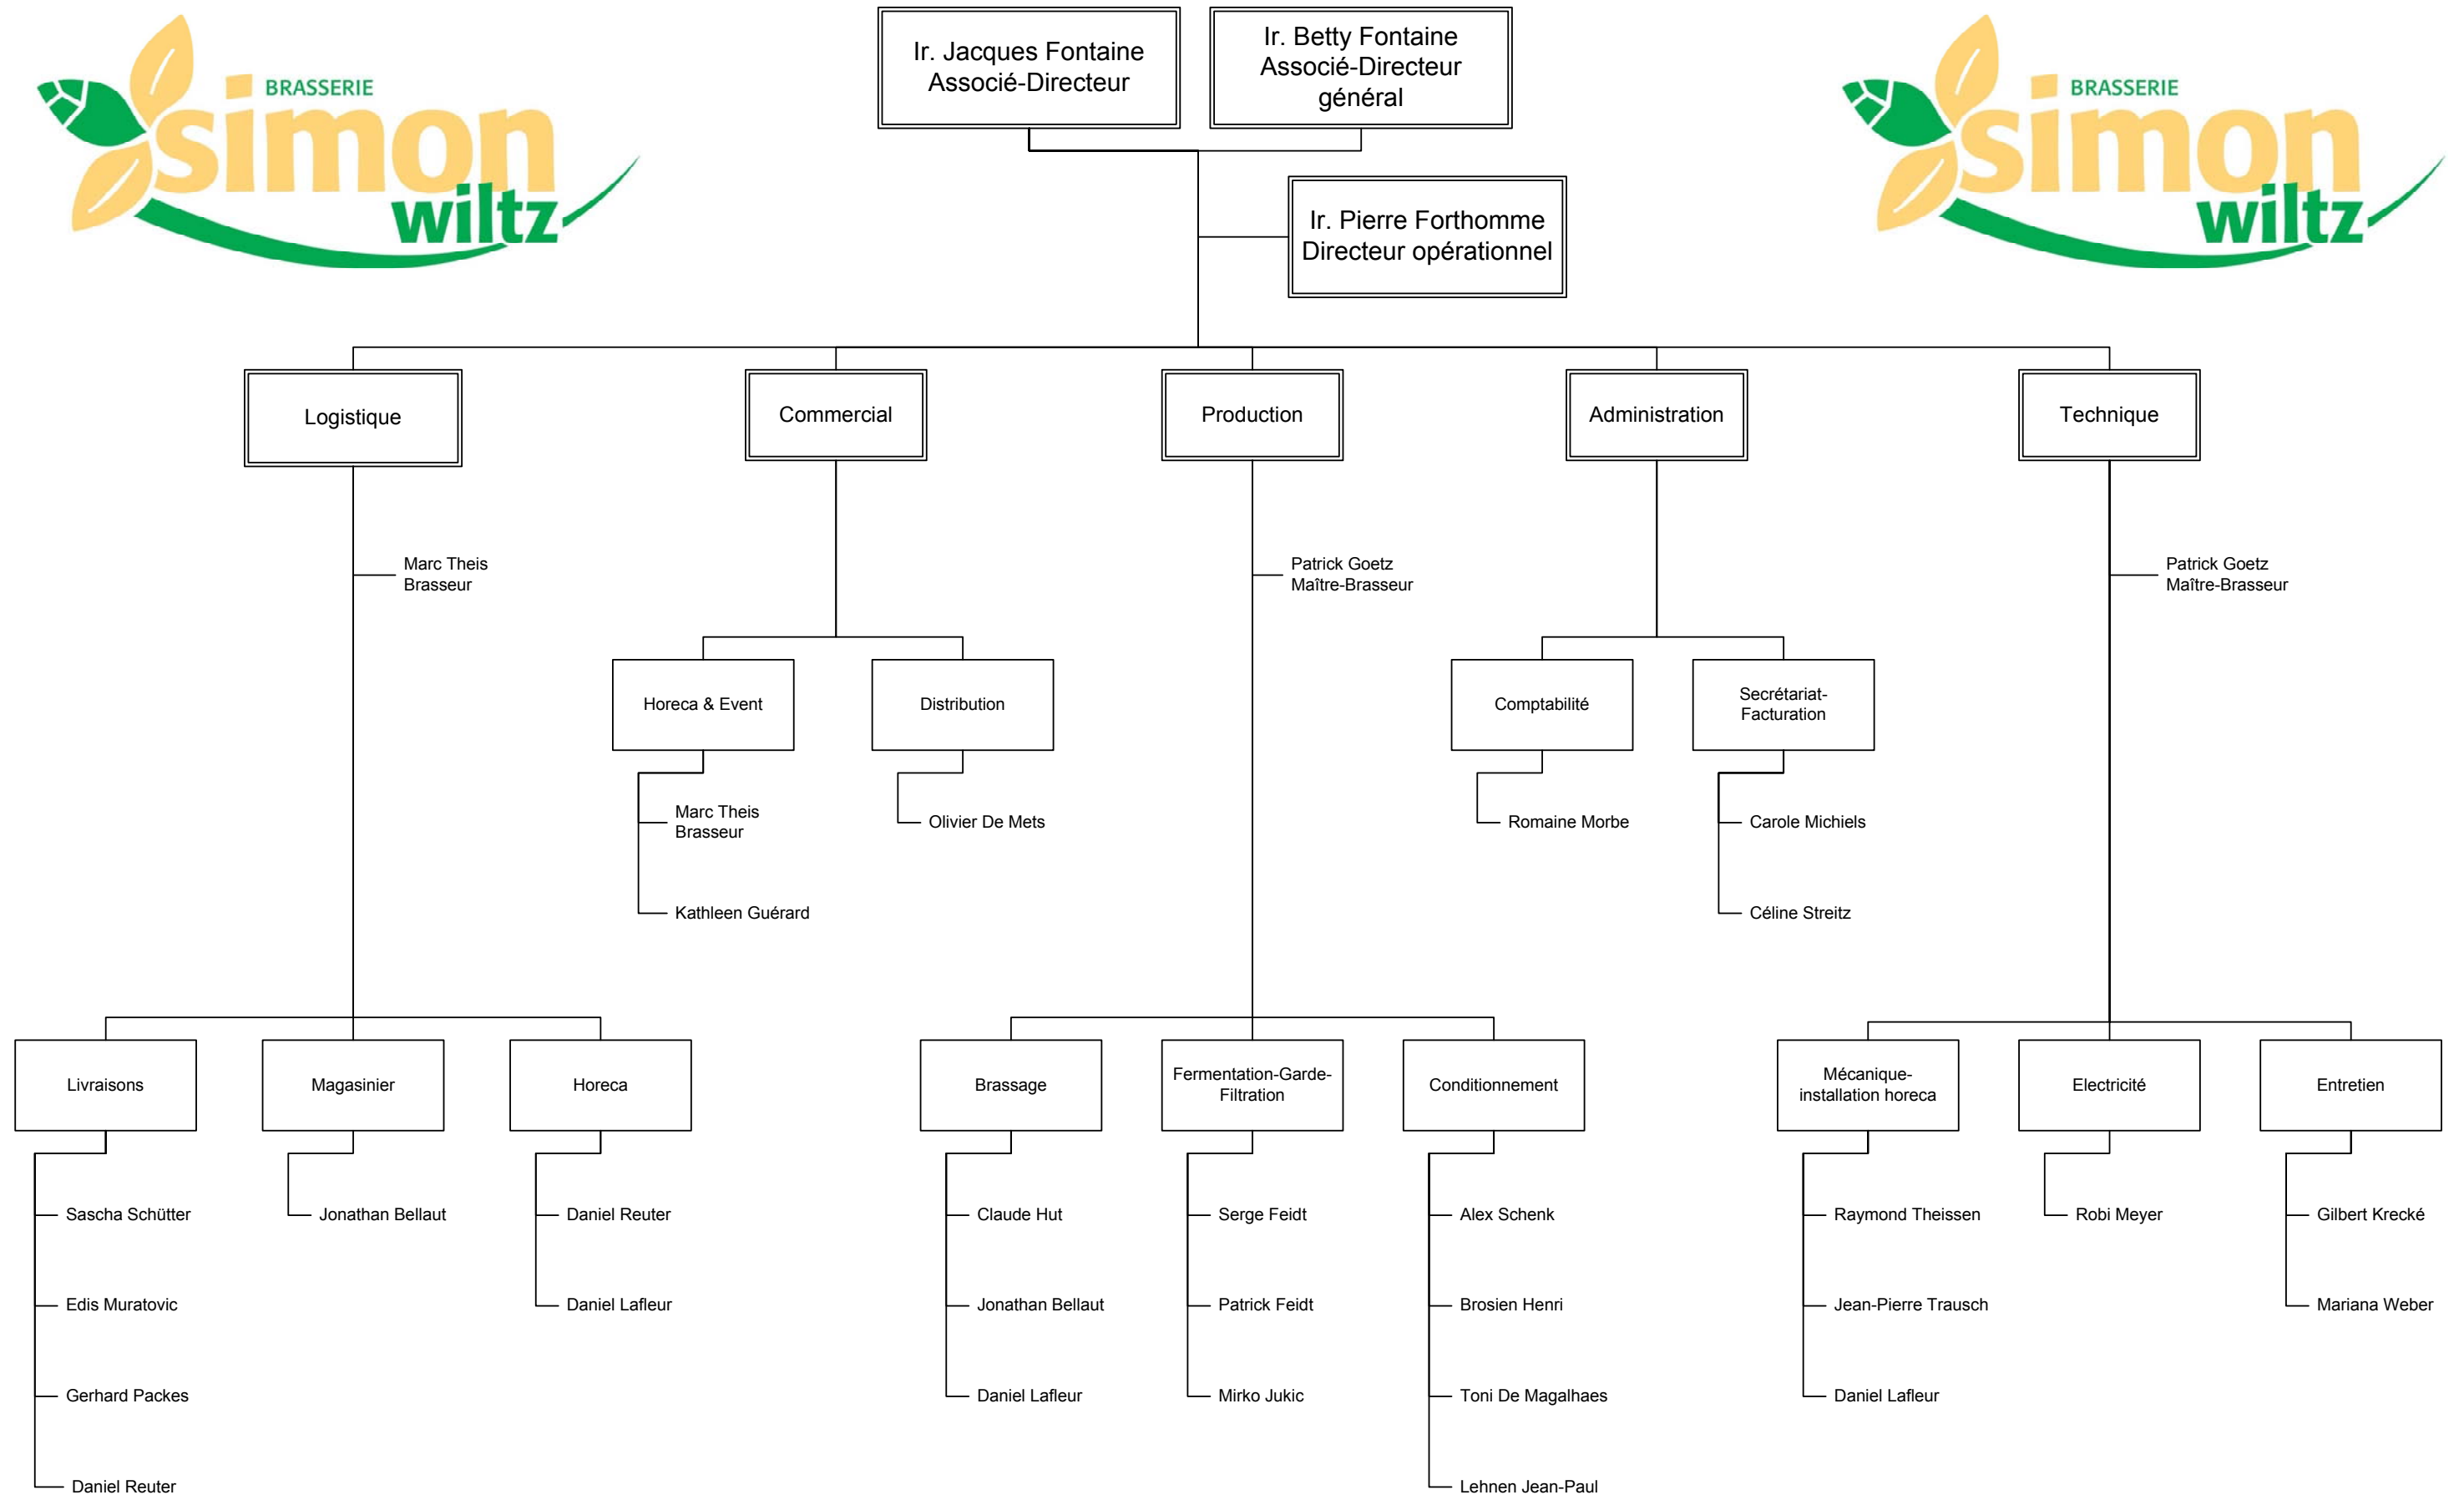 BRASSERIE
simon
wiltz
Ir. Jacques Fontaine
Associé-Directeur
Ir. Betty Fontaine
Associé-Directeur
général
BRASSERIE
simon
wiltz
Ir. Pierre Forthomme
Directeur opérationnel
Logistique
Commercial
Production
Administration
Technique
Marc Theis
Brasseur
Patrick Goetz
Maître-Brasseur
Patrick Goetz
Maître-Brasseur
Horeca & Event
Distribution
Comptabilité
Secrétariat-
Facturation
Marc Theis
Brasseur
Kathleen Guérard
Olivier De Mets
Romaine Morbe
Carole Michiels
Céline Streitz
Livraisons
Magasinier
Horeca
Brassage
Fermentation-Garde-
Filtration
Conditionnement
Mécanique-
installation horeca
Electricité
Entretien
Sascha Schütter
Edis Muratovic
Gerhard Packes
Daniel Reuter
Jonathan Bellaut
Daniel Reuter
Daniel Lafleur
Claude Hut
Jonathan Bellaut
Daniel Lafleur
Serge Feidt
Patrick Feidt
Mirko Jukic
Alex Schenk
Brosien Henri
Toni De Magalhaes
Lehnen Jean-Paul
Raymond Theissen
Jean-Pierre Trausch
Daniel Lafleur
Robi Meyer
Gilbert Krecké
Mariana Weber